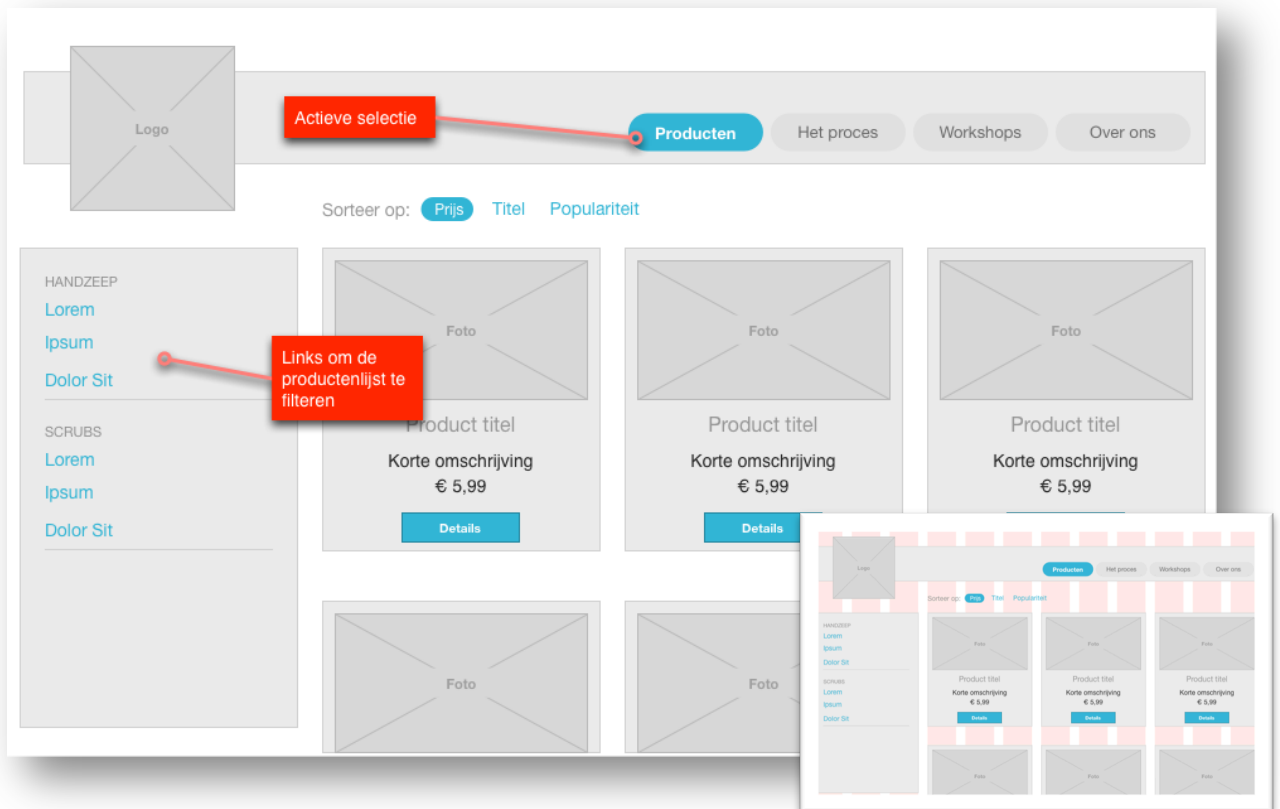 Logo
Actieve selectie
Producten
Het proces
Workshops
Over ons
Sorteer op: Prijs Titel Populariteit
HANDZEEP
Lorem
Ipsum
Dolor Sit
Links om de
productenlijst te
filteren
SCRUBS
Lorem
Ipsum
Dolor Sit
Foto
Product titel
Korte omschrijving
€ 5,99
Details
Foto
Product titel
Korte omschrijving
€ 5,99
Details
Foto
Product titel
Korte omschrijving
€ 5,99
Foto
Foto
Logo
Producten
Het proces
Workshops
Over ons
Sorteer op: Prijs Titel Populariteit
HANDZEEP
Lorem
Ipsum
Dolor Sit
SCRUBS
Lorem
Ipsum
Dolor Sit
Foto
Product titel
Korte omschrijving
€ 5,99
Details
Foto
Product titel
Korte omschrijving
€ 5,99
Details
Foto
Product titel
Korte omschrijving
€ 5,99
Details
Foto
Foto
Foto